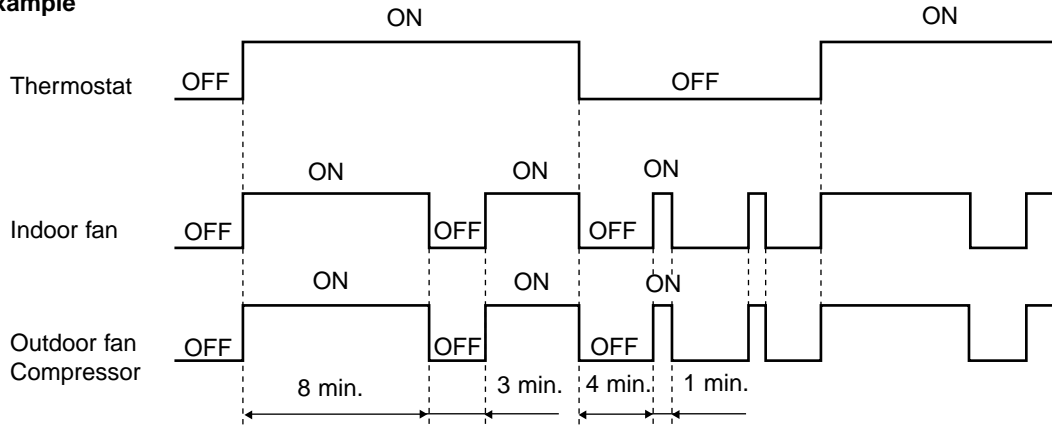 xample
ON ON
Thermostat OFF OFF
ON ON ON
Indoor fan OFF OFF OFF
ON ON ON
Outdoor fan
Compressor OFF OFF OFF
8 min. 3 min. 4 min. 1 min.